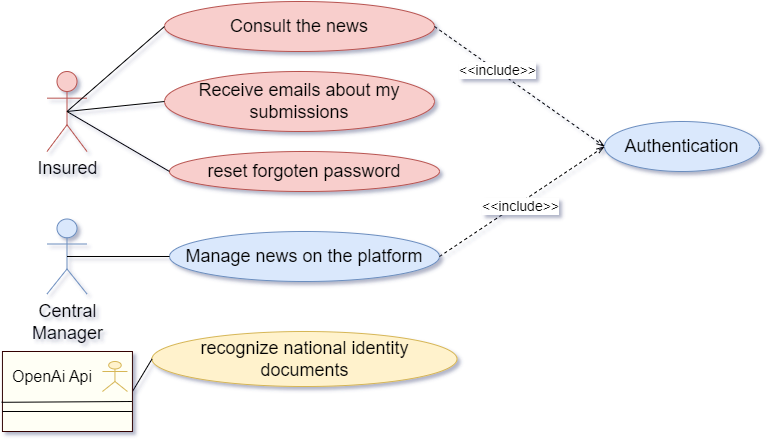 Consult the news
<<include>>
Receive emails about my
submissions
Authentication
Insured
reset forgoten password
<<include>>
Manage news on the platform
Central
Manager
recognize national identity
documents
OpenAi Api